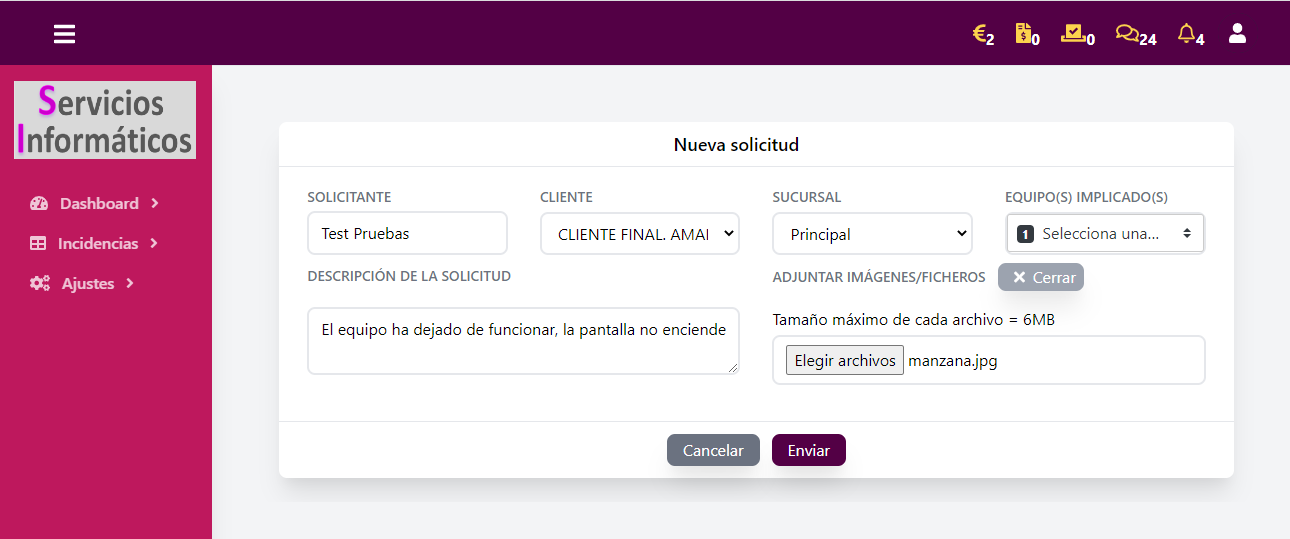 2 0 0 24 4
Servicios
Informáticos
Dashboard
Incidencias
Ajustes
Nueva solicitud
SOLICITANTE CLIENTE SUCURSAL EQUIPO(S) IMPLICADO(S)
Test Pruebas CLIENTE FINAL. AMAI Principal 1 Selecciona una...
DESCRIPCIÓN DE LA SOLICITUD ADJUNTAR IMÁGENES/FICHEROS Cerrar
Tamaño máximo de cada archivo = 6MB
El equipo ha dejado de funcionar, la pantalla no enciende
Elegir archivos manzana.jpg
Cancelar Enviar